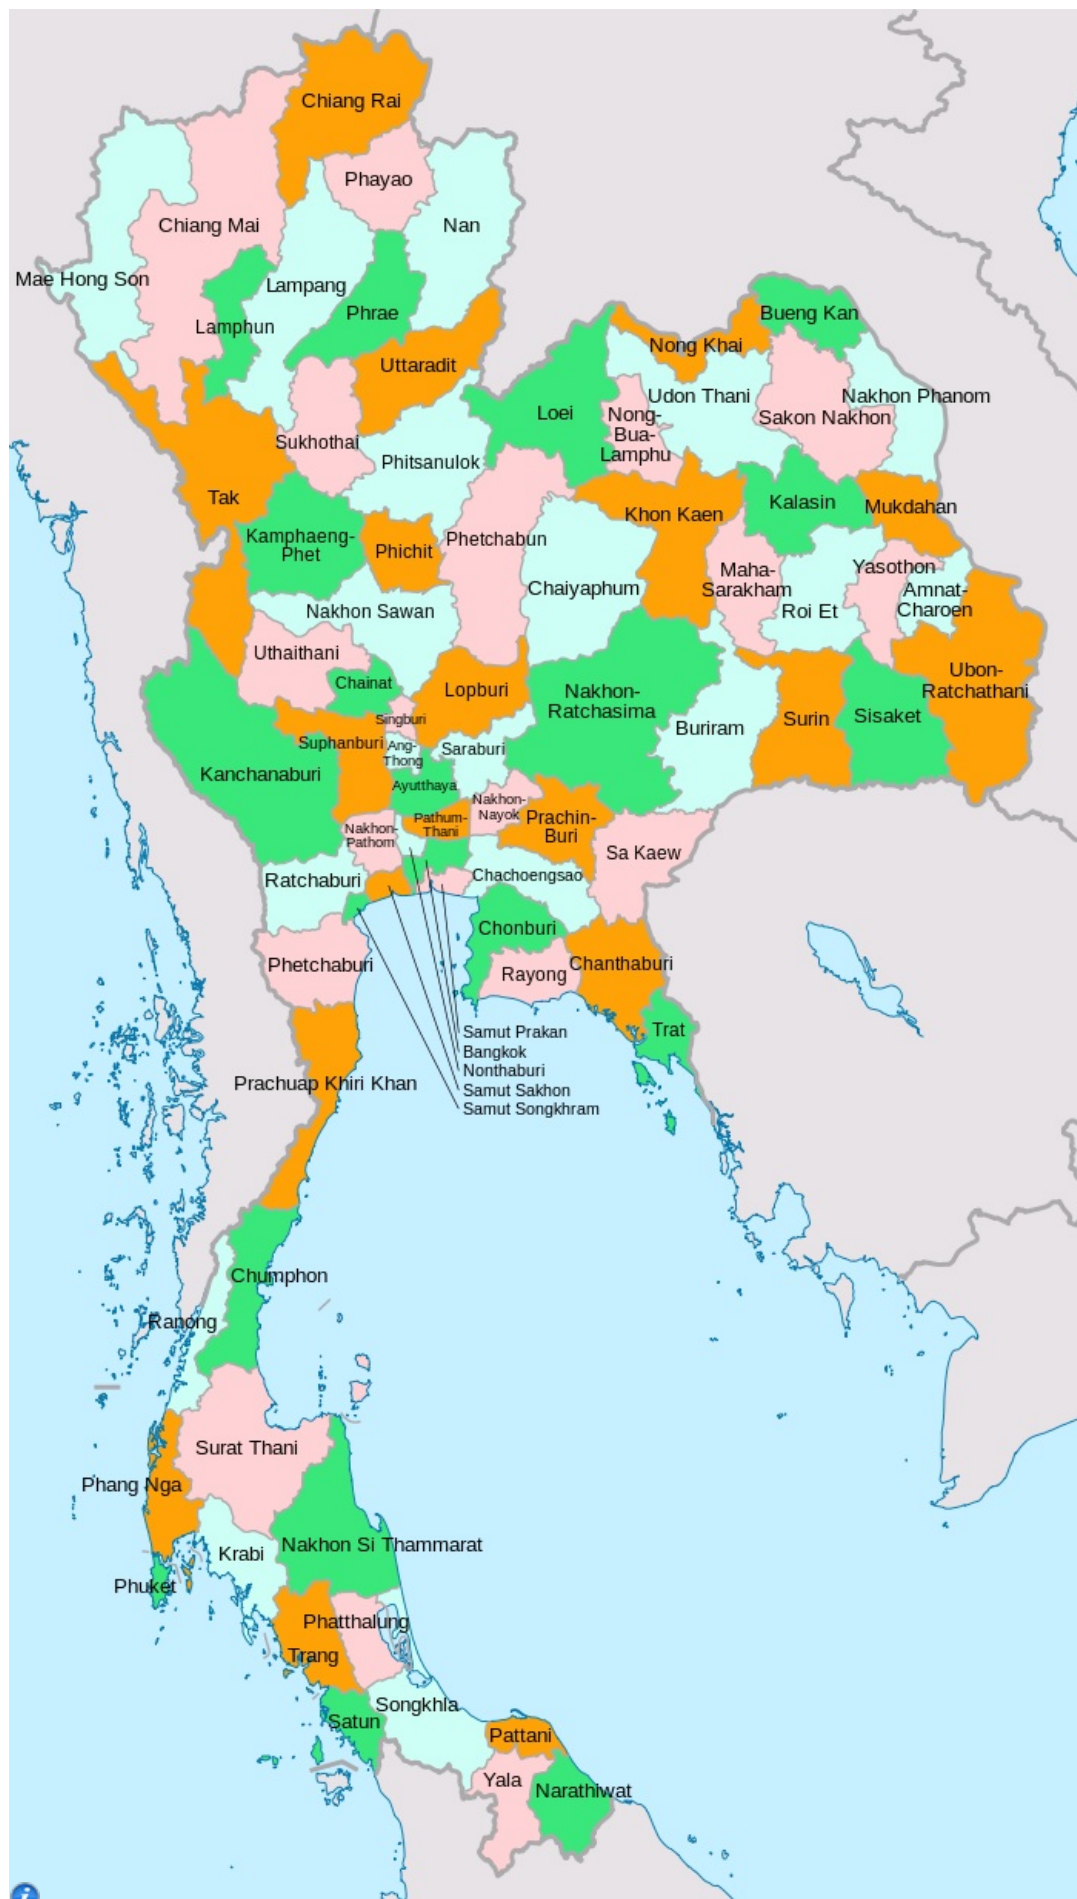 Chiang Rai
Phayao
Chiang Mai
Nan
Mae Hong Son
Lampang
Phrae
Lamphun
Bueng Kan
Nong Khai
Uttaradit
Udon Thani
Nakhon Phanom
Loei
Nong-
Bua-
Lamphu
Sakon Nakhon
Sukhothai
Phitsanulok
Tak
Khon Kaen
Kalasin
Mukdahan
Kamphaeng-
Phet
Phichit
Phetchabun
Chaiyaphum
Maha-
Sarakham
Yasothon
Roi Et
Amnat-
Charoen
Nakhon Sawan
Uthaithani
Chainat
Lopburi
Nakhon-
Ratchasima
Ubon-
Ratchathani
Buriram
Surin
Sisaket
Singburi
Suphanburi
Ang-
Thong
Saraburi
Kanchanaburi
Ayutthaya
Nakhon-
Nayok
Pathum-
Thani
Prachin-
Buri
Nakhon-
Pathom
Sa Kaew
Ratchaburi
Chachoengsao
Chonburi
Phetchaburi
Rayong
Chanthaburi
Trat
Samut Prakan
Bangkok
Nonthaburi
Samut Sakhon
Samut Songkhram
Prachuap Khiri Khan
Chumphon
Ranong
Surat Thani
Phang Nga
Nakhon Si Thammarat
Krabi
Phuket
Phatthalung
Trang
Songkhla
Satun
Pattani
Yala
Narathiwat
i